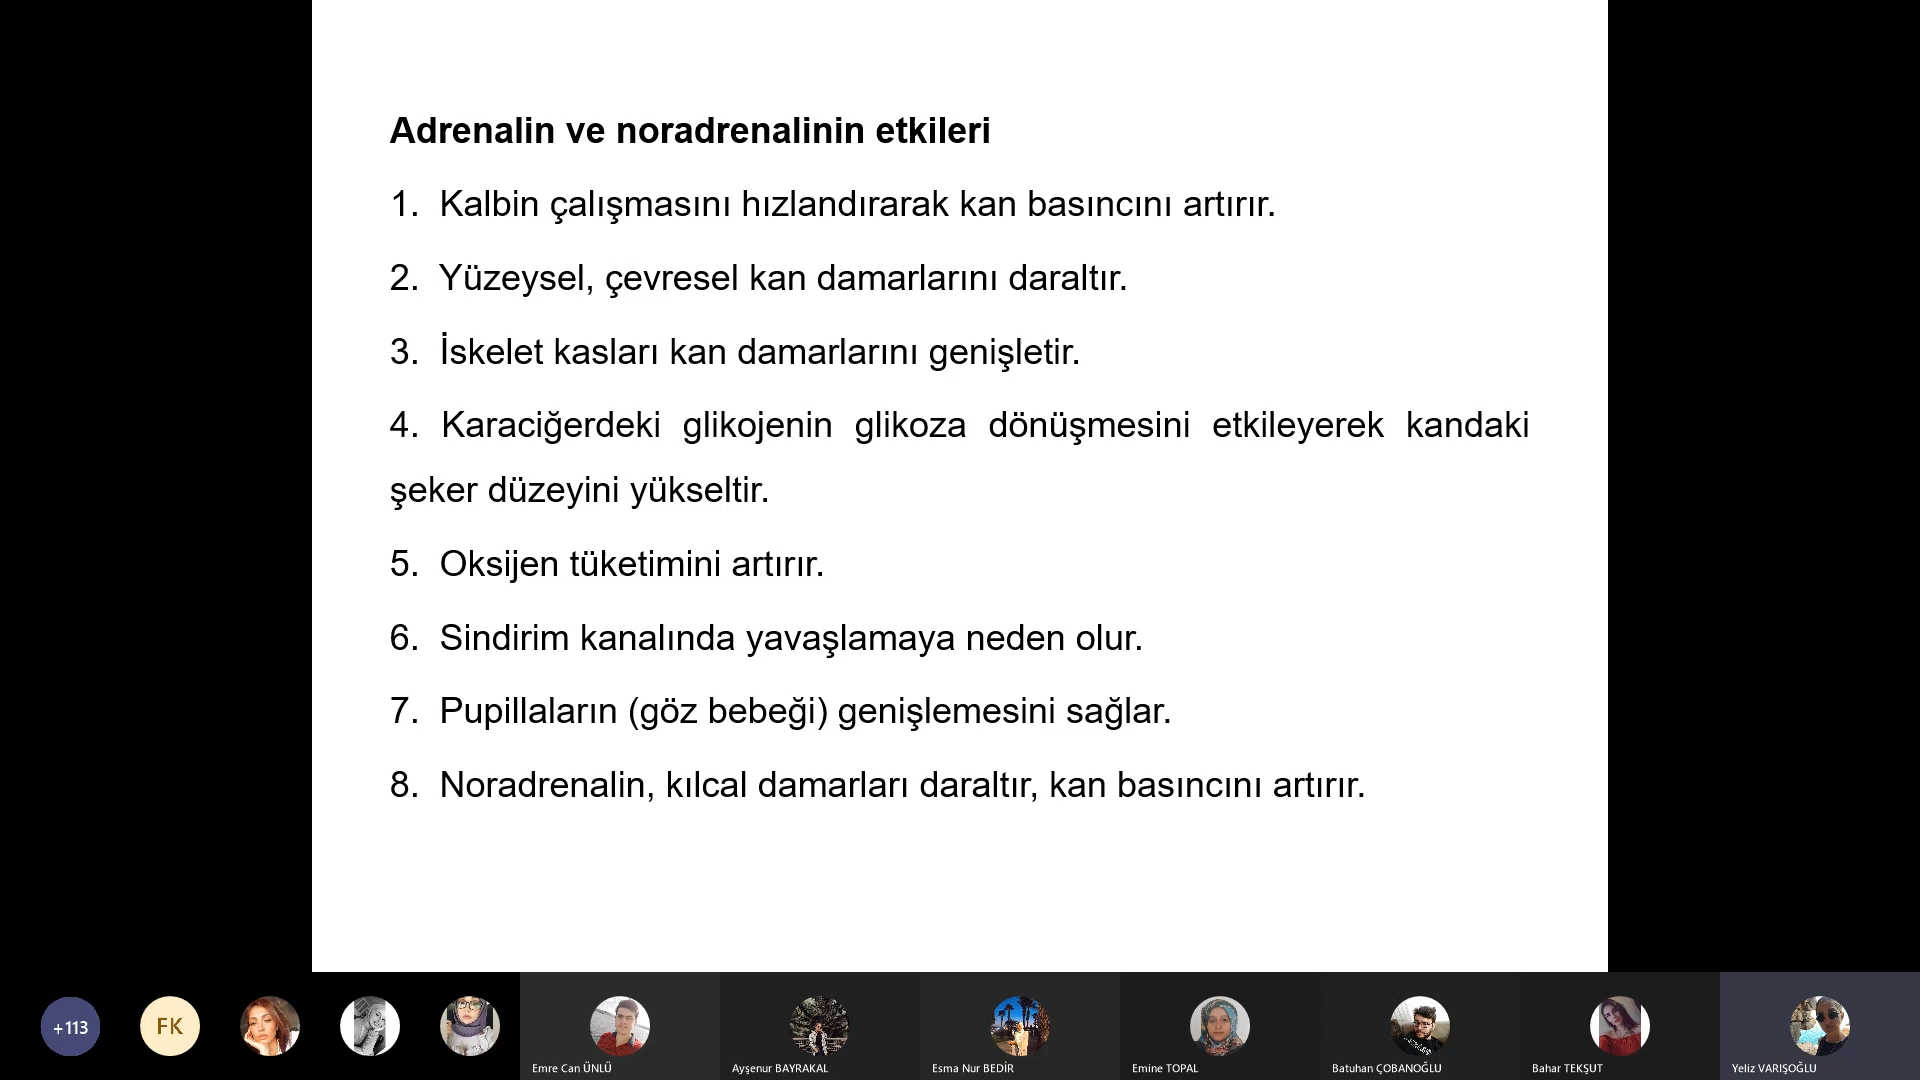 Adrenalin ve noradrenalinin etkileri
1. Kalbin çalışmasını hızlandırarak kan basıncını artırır.
2. Yüzeysel, çevresel kan damarlarını daraltır.
3. İskelet kasları kan damarlarını genişletir.
4. Karaciğerdeki glikojenin glikoza dönüşmesini etkileyerek kandaki
şeker düzeyini yükseltir.
5. Oksijen tüketimini artırır.
6. Sindirim kanalında yavaşlamaya neden olur.
7. Pupillaların (göz bebeği) genişlemesini sağlar.
8. Noradrenalin, kılcal damarları daraltır, kan basıncını artırır.
+113
FK
Emre Can ÜNLÜ
Ayşenur BAYRAKAL
Esma Nur BEDİR
Emine TOPAL
Batuhan ÇOBANOĞLU
Bahar TEKŞUT
Yeliz VARIŞOĞLU